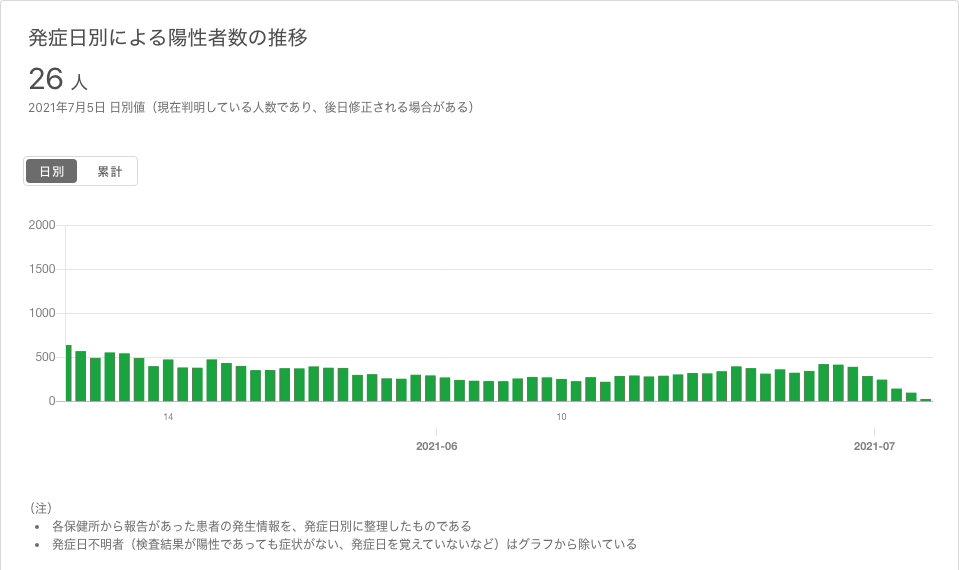 発症日別による陽性者数の推移
26 人
2021年7月5日 日別値（現在判明している人数であり、後日修正される場合がある）
日別 累計
2000
1500
1000
500
0
14 10
2021-06 2021-07
（注）
• 各保健所から報告があった患者の発生情報を、発症日別に整理したものである
• 発症日不明者（検査結果が陽性であっても症状がない、発症日を覚えていないなど）はグラフから除いている